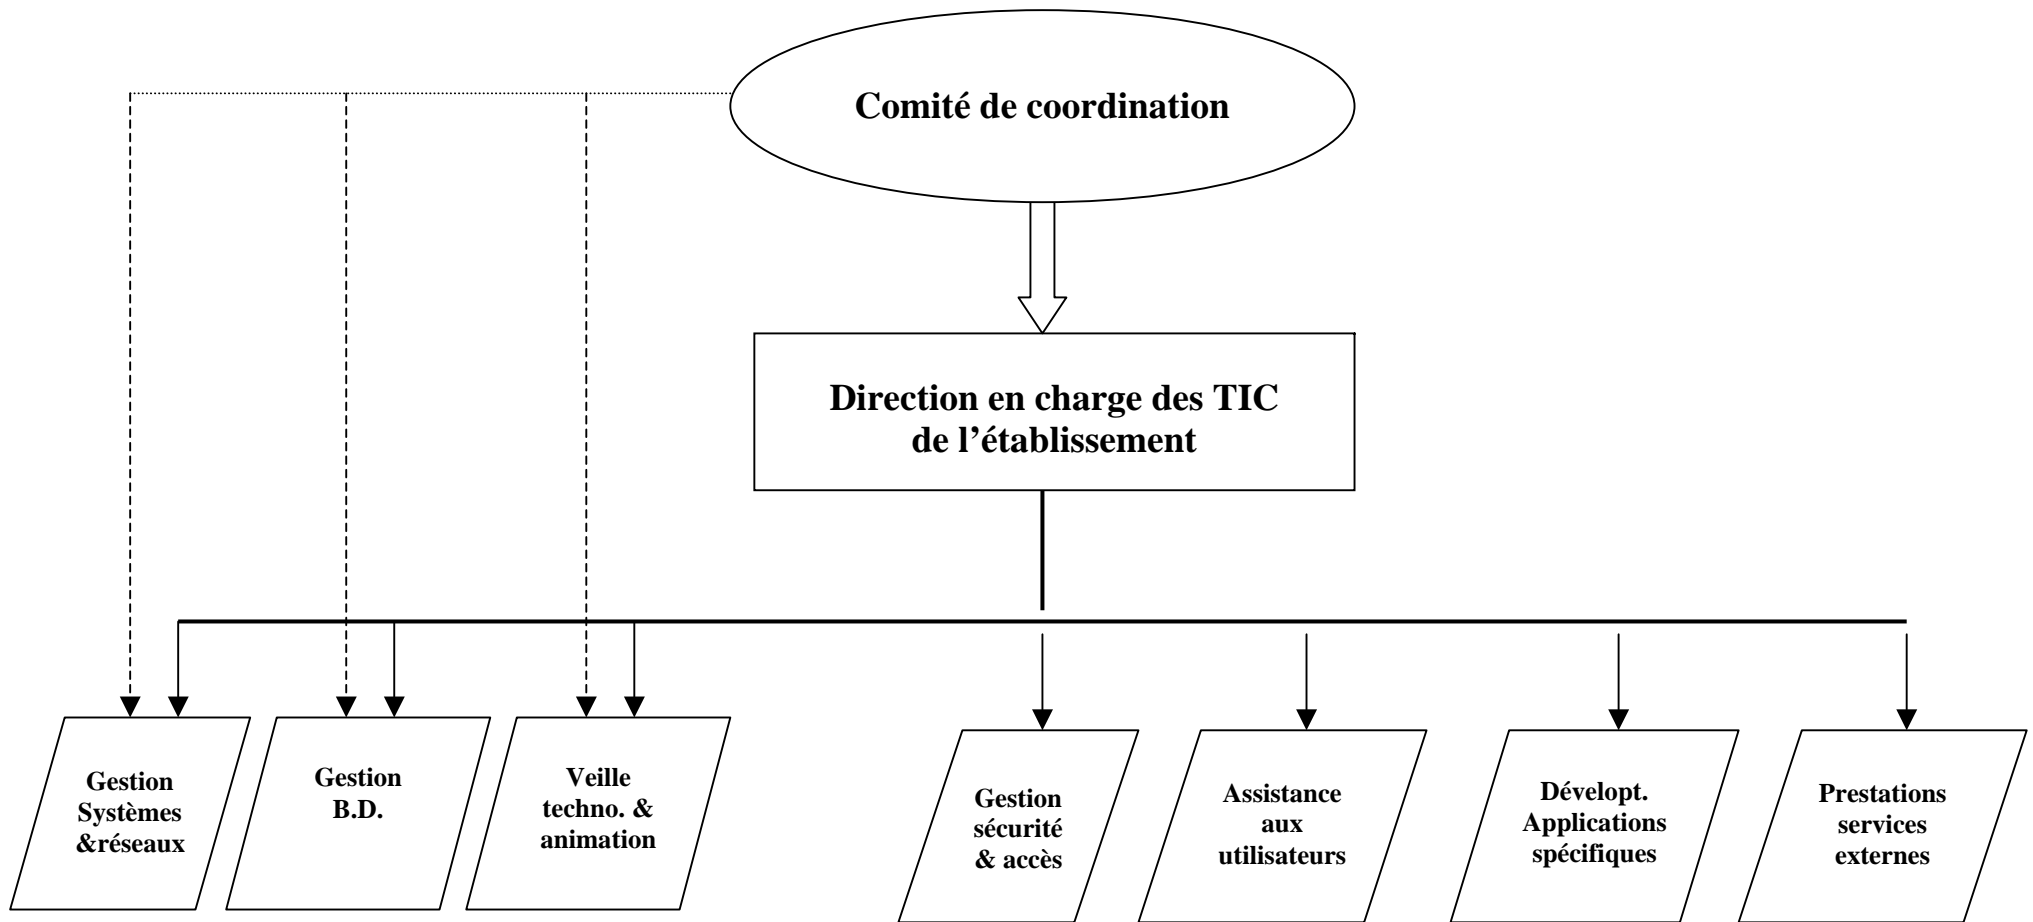 Comité de coordination
Direction en charge des TIC
de l’établissement
Gestion
Systèmes
&réseaux
Gestion
B.D.
Veille
techno. &
animation
Gestion
sécurité
& accès
Assistance
aux
utilisateurs
Dévelopt.
Applications
spécifiques
Prestations
services
externes